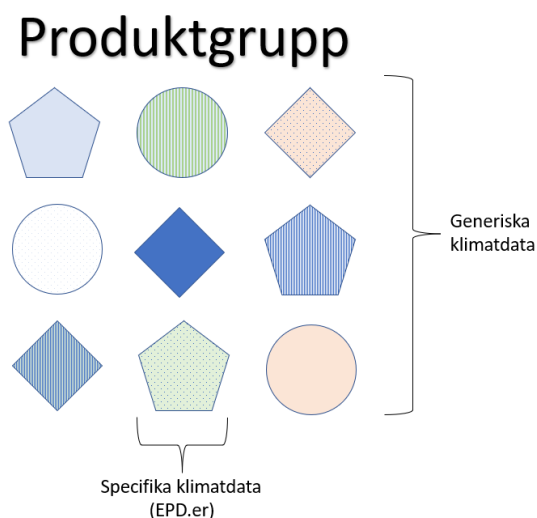 Produktgrupp
Generiska
klimatdata
Specifika klimatdata
(EPD.er)